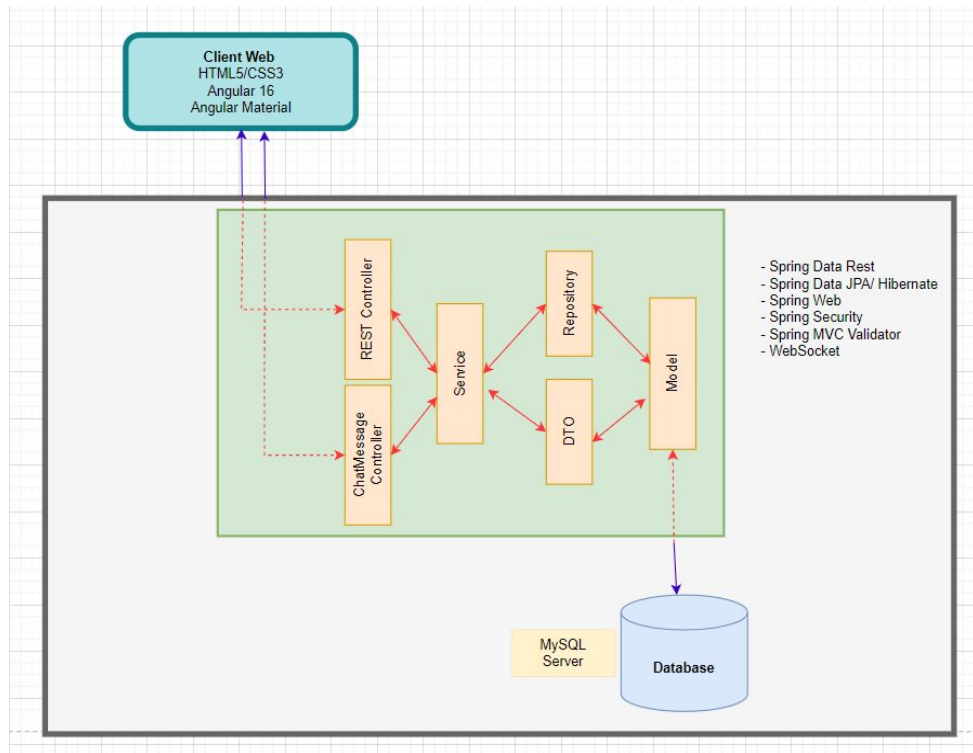 Client Web
HTML5/CSS3
Angular 16
Angular Material
REST Controller
ChatMessage
Controller
Service
Repository
DTO
Model
- Spring Data Rest
- Spring Data JPA/ Hibernate
- Spring Web
- Spring Security
- Spring MVC Validator
- WebSocket
MySQL
Server
Database